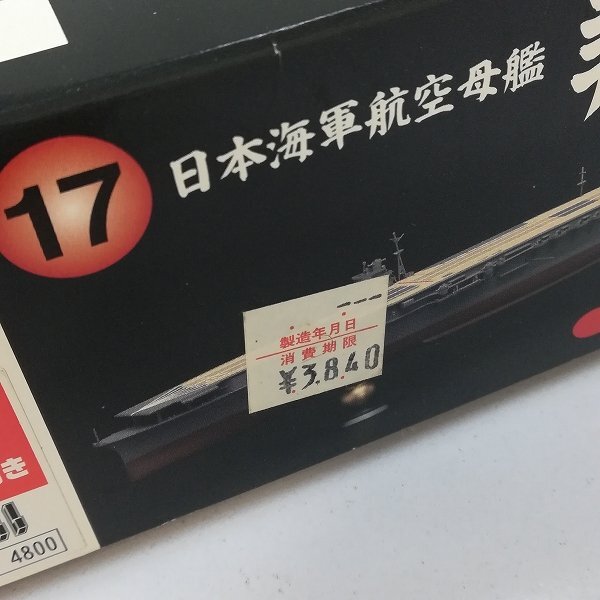 17
日本海軍航空母艦
製造年月日
消費期限
¥3,840
き
4800